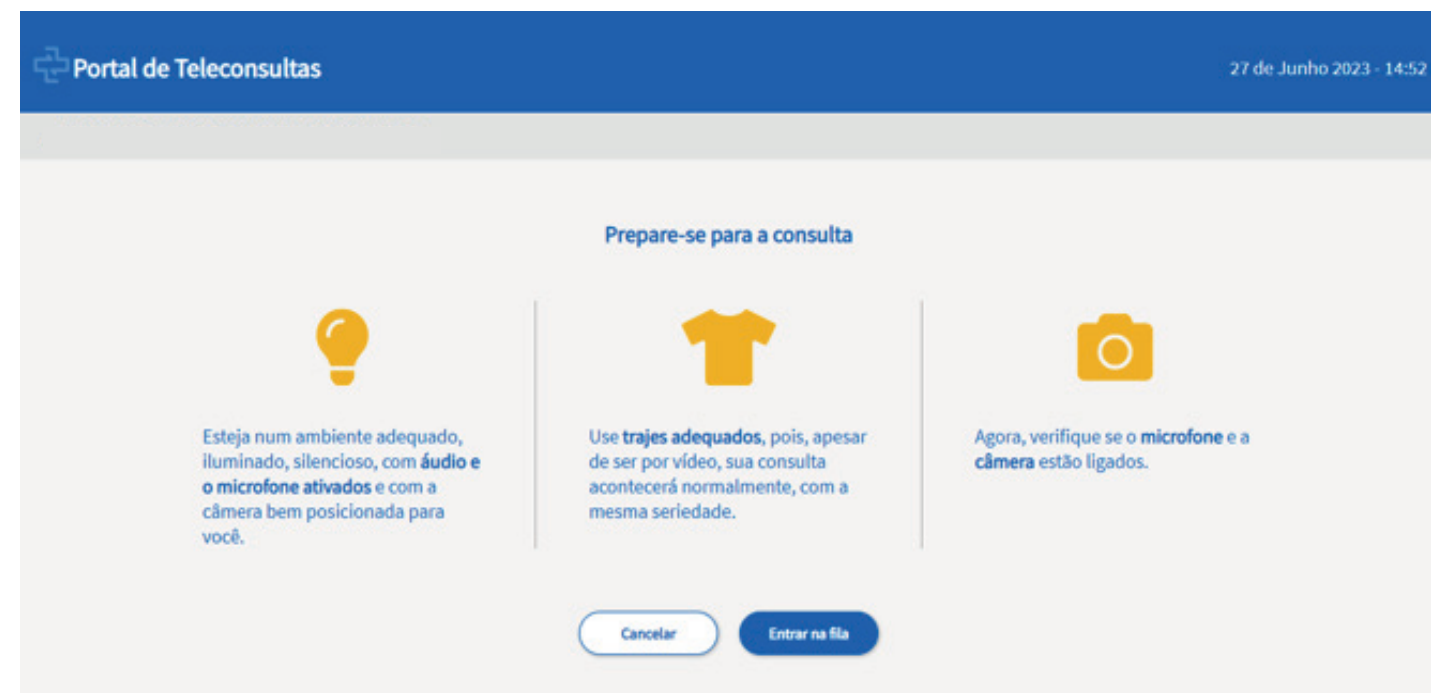 Portal de Teleconsultas
27 de Junho 2023 - 14:52
Prepare-se para a consulta
Esteja num ambiente adequado,
iluminado, silencioso, com áudio e
o microfone ativados e com a
câmera bem posicionada para
você.
Use trajes adequados, pois, apesar
de ser por vídeo, sua consulta
acontecerá normalmente, com a
mesma seriedade.
Agora, verifique se o microfone e a
câmera estão ligados.
Cancelar
Entrar na fila